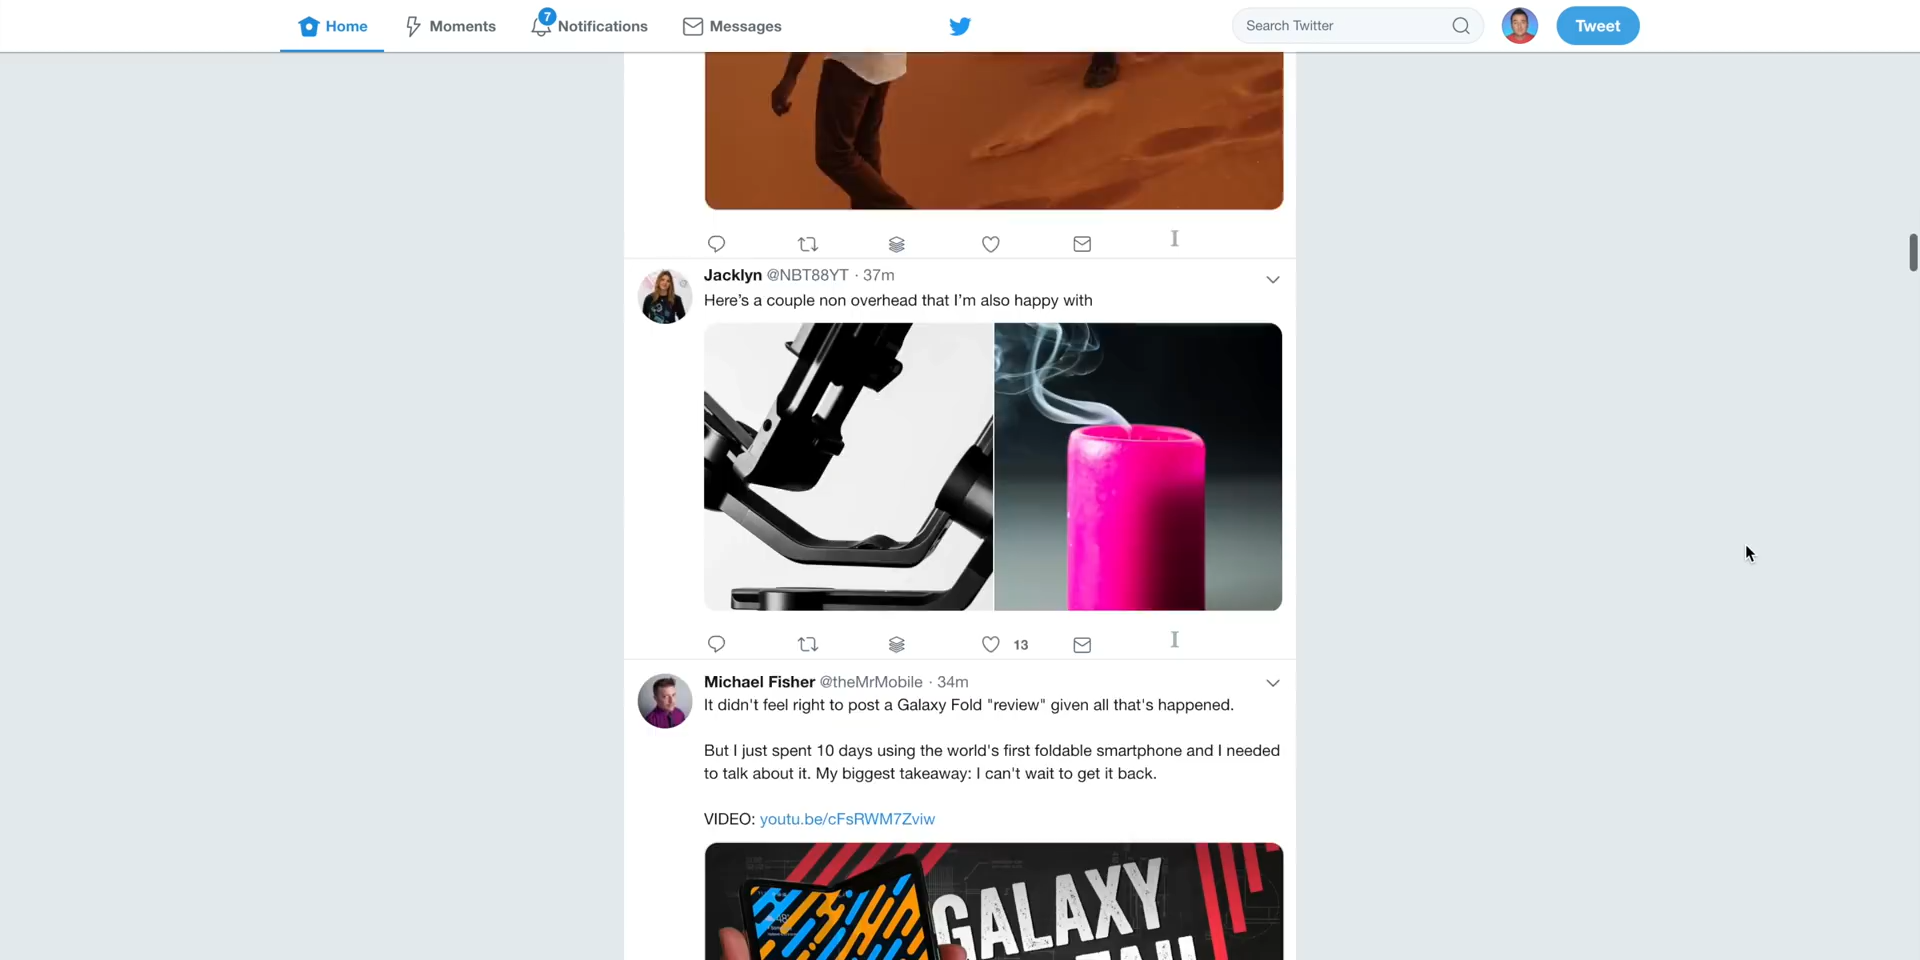 Home
Moments
7
Notifications
Messages
Search Twitter
Tweet
Jacklyn @NBT88YT · 37m
Here’s a couple non overhead that I’m also happy with
13
Michael Fisher @theMrMobile · 34m
It didn't feel right to post a Galaxy Fold "review" given all that's happened.
But I just spent 10 days using the world's first foldable smartphone and I needed
to talk about it. My biggest takeaway: I can't wait to get it back.
VIDEO: youtu.be/cFsRWM7Zviw
GALAXY